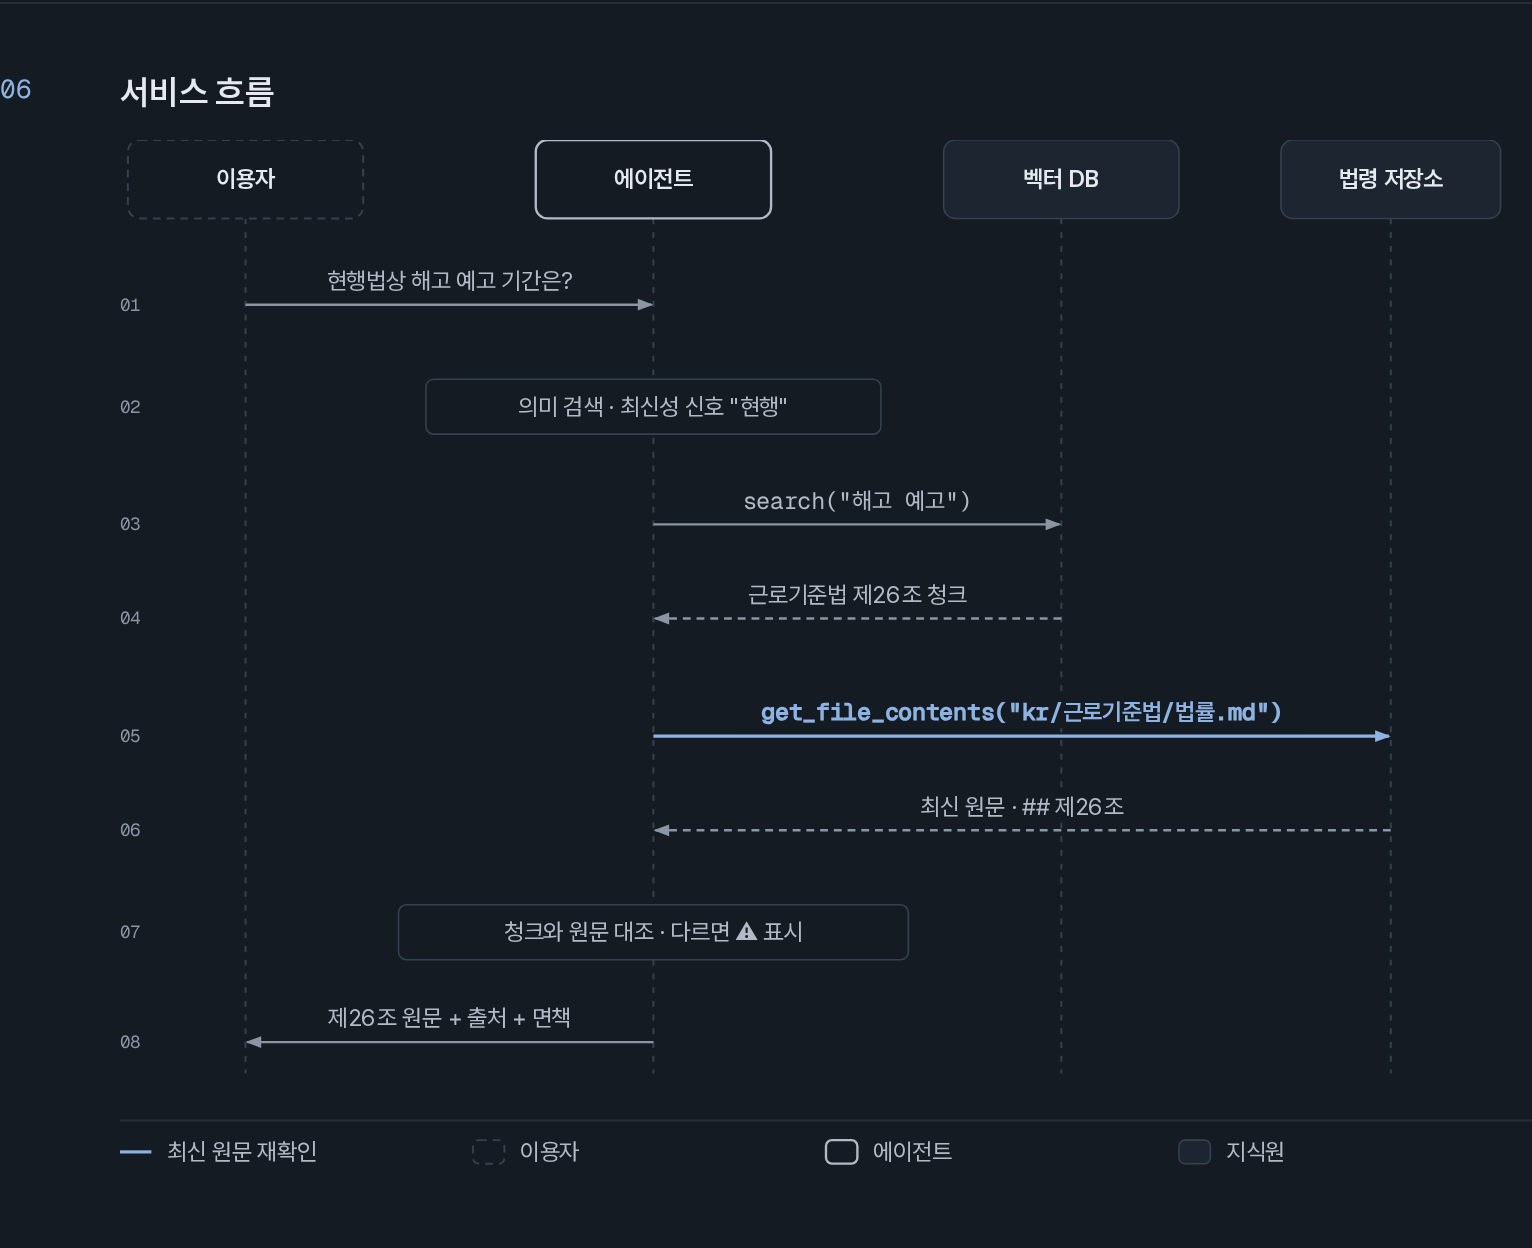 06
서비스 흐름
이용자
에이전트
벡터 DB
법령 저장소
현행법상 해고 예고 기간은?
01
02
의미 검색 · 최신성 신호 "현행"
search("해고 예고")
03
근로기준법 제26조 청크
04
get_file_contents("kr/근로기준법/법률.md")
05
최신 원문 · ## 제26조
06
07
청크와 원문 대조 · 다르면 ⚠ 표시
제26조 원문 + 출처 + 면책
08
최신 원문 재확인
이용자
에이전트
지식원